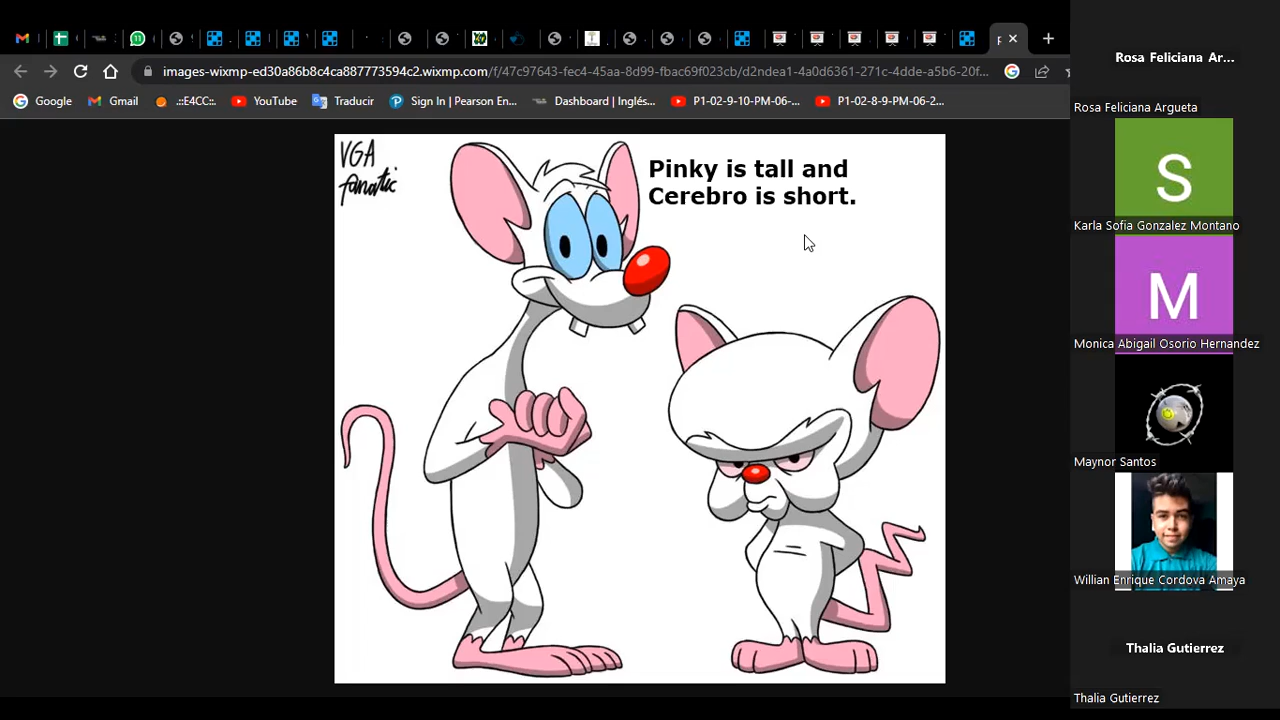 images-wixmp-ed30a86b8c4ca887773594c2.wixmp.com/f/47c97643-fec4-45aa-8d99-fbac69f023cb/d2ndea1-4a0d6361-271c-4dde-a5b6-20f...
Google
Gmail
.::E4CC::.
YouTube
Traducir
Sign In | Pearson En...
Dashboard | Inglés...
P1-02-9-10-PM-06-...
P1-02-8-9-PM-06-2...
VGA
fanatic
Pinky is tall and
Cerebro is short.
Rosa Feliciana Ar...
Rosa Feliciana Argueta
S
Karla Sofia Gonzalez Montano
M
Monica Abigail Osorio Hernandez
Maynor Santos
Willian Enrique Cordova Amaya
Thalia Gutierrez
Thalia Gutierrez